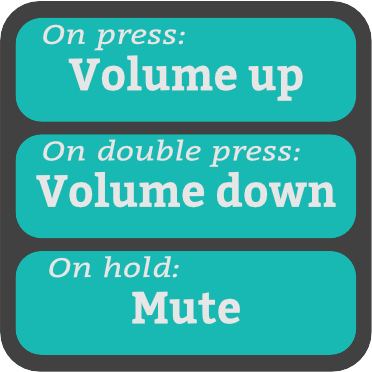 On press:
Volume up
On double press:
Volume down
On hold:
Mute